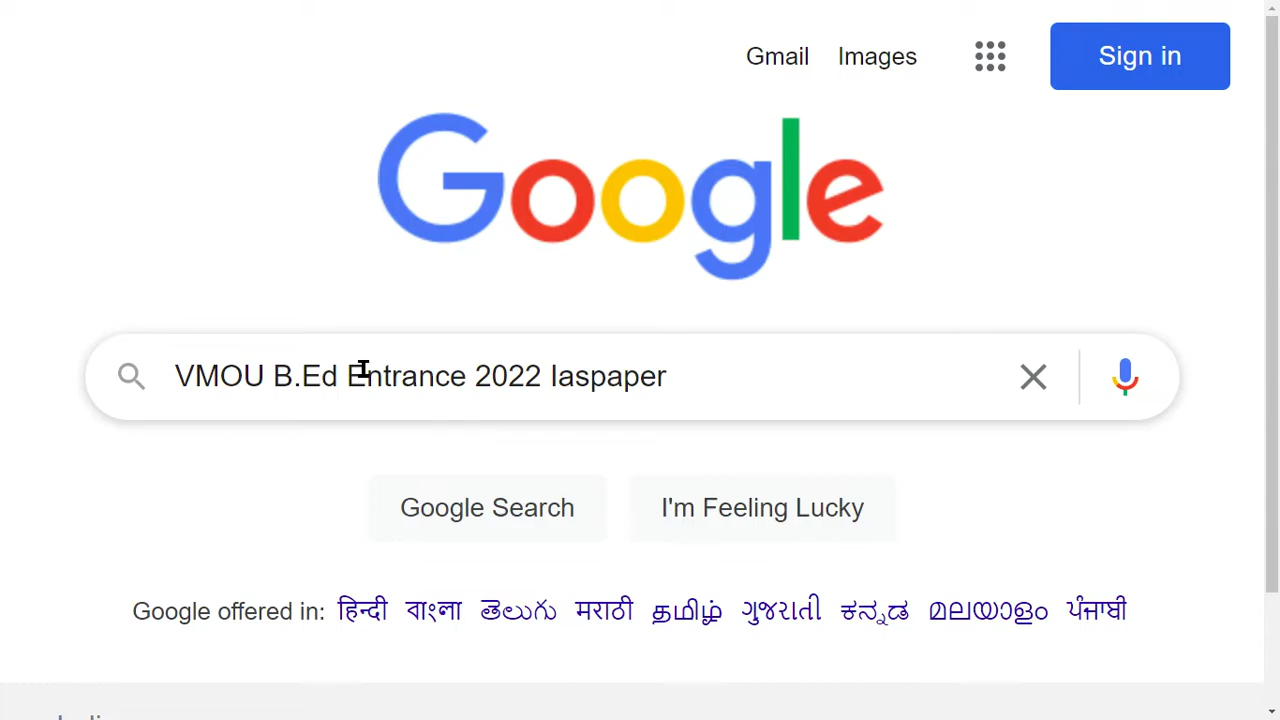 Gmail Images Sign in
Google
VMOU B.Ed Entrance 2022 Iaspaper
Google Search I'm Feeling Lucky
Google offered in: हिन्दी বাংলা తెలుగు मराठी தமிழ் ગુજરાતી ಕನ್ನಡ മലയാളം ਪੰਜਾਬੀ